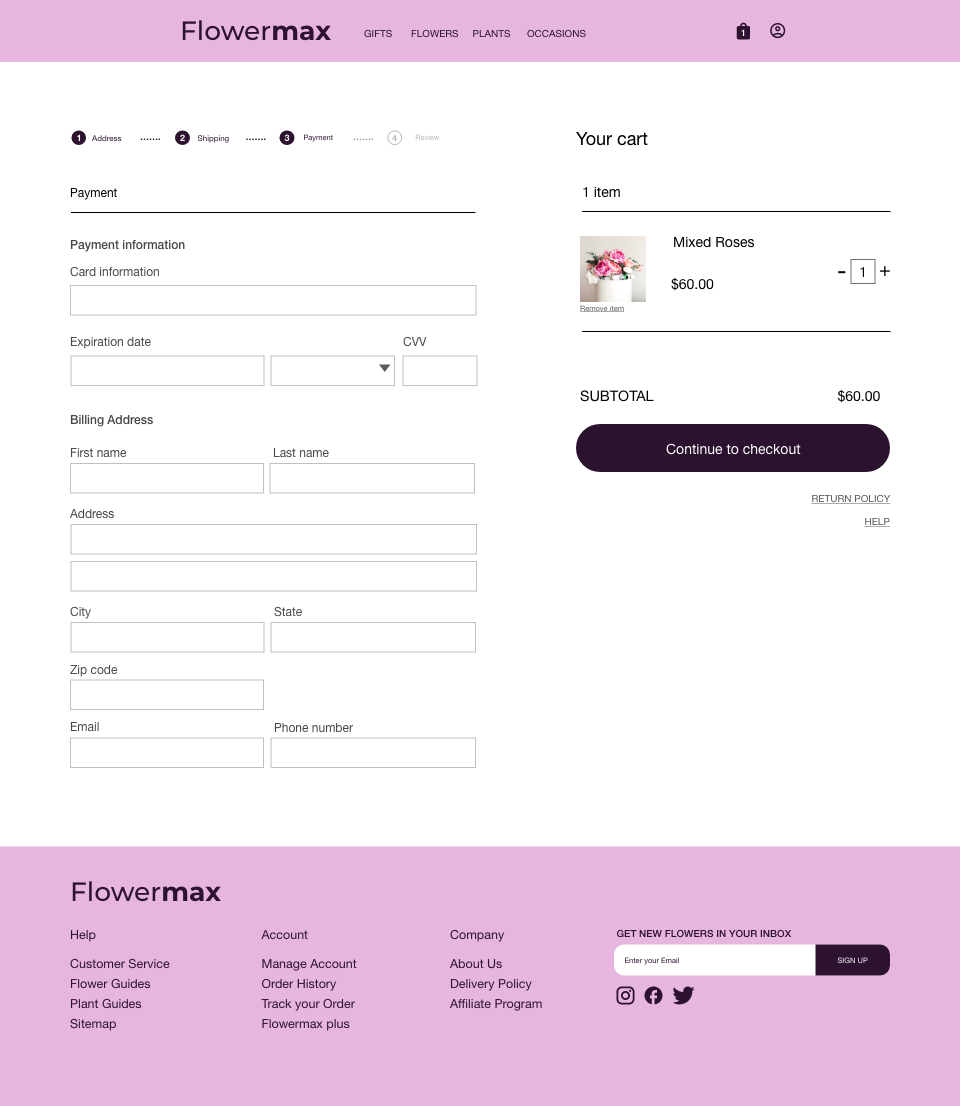 Flowermax GIFTS FLOWERS PLANTS OCCASIONS 1
1 Address ....... 2 Shipping ....... 3 Payment ....... 4 Review
Payment
Payment information
Card information
Expiration date CVV
Billing Address
First name Last name
Address
City State
Zip code
Email Phone number
Your cart
1 item
Mixed Roses
$60.00
- 1 +
Remove item
SUBTOTAL $60.00
Continue to checkout
RETURN POLICY
HELP
Flowermax
Help
Customer Service
Flower Guides
Plant Guides
Sitemap
Account
Manage Account
Order History
Track your Order
Flowermax plus
Company
About Us
Delivery Policy
Affiliate Program
GET NEW FLOWERS IN YOUR INBOX
Enter your Email SIGN UP